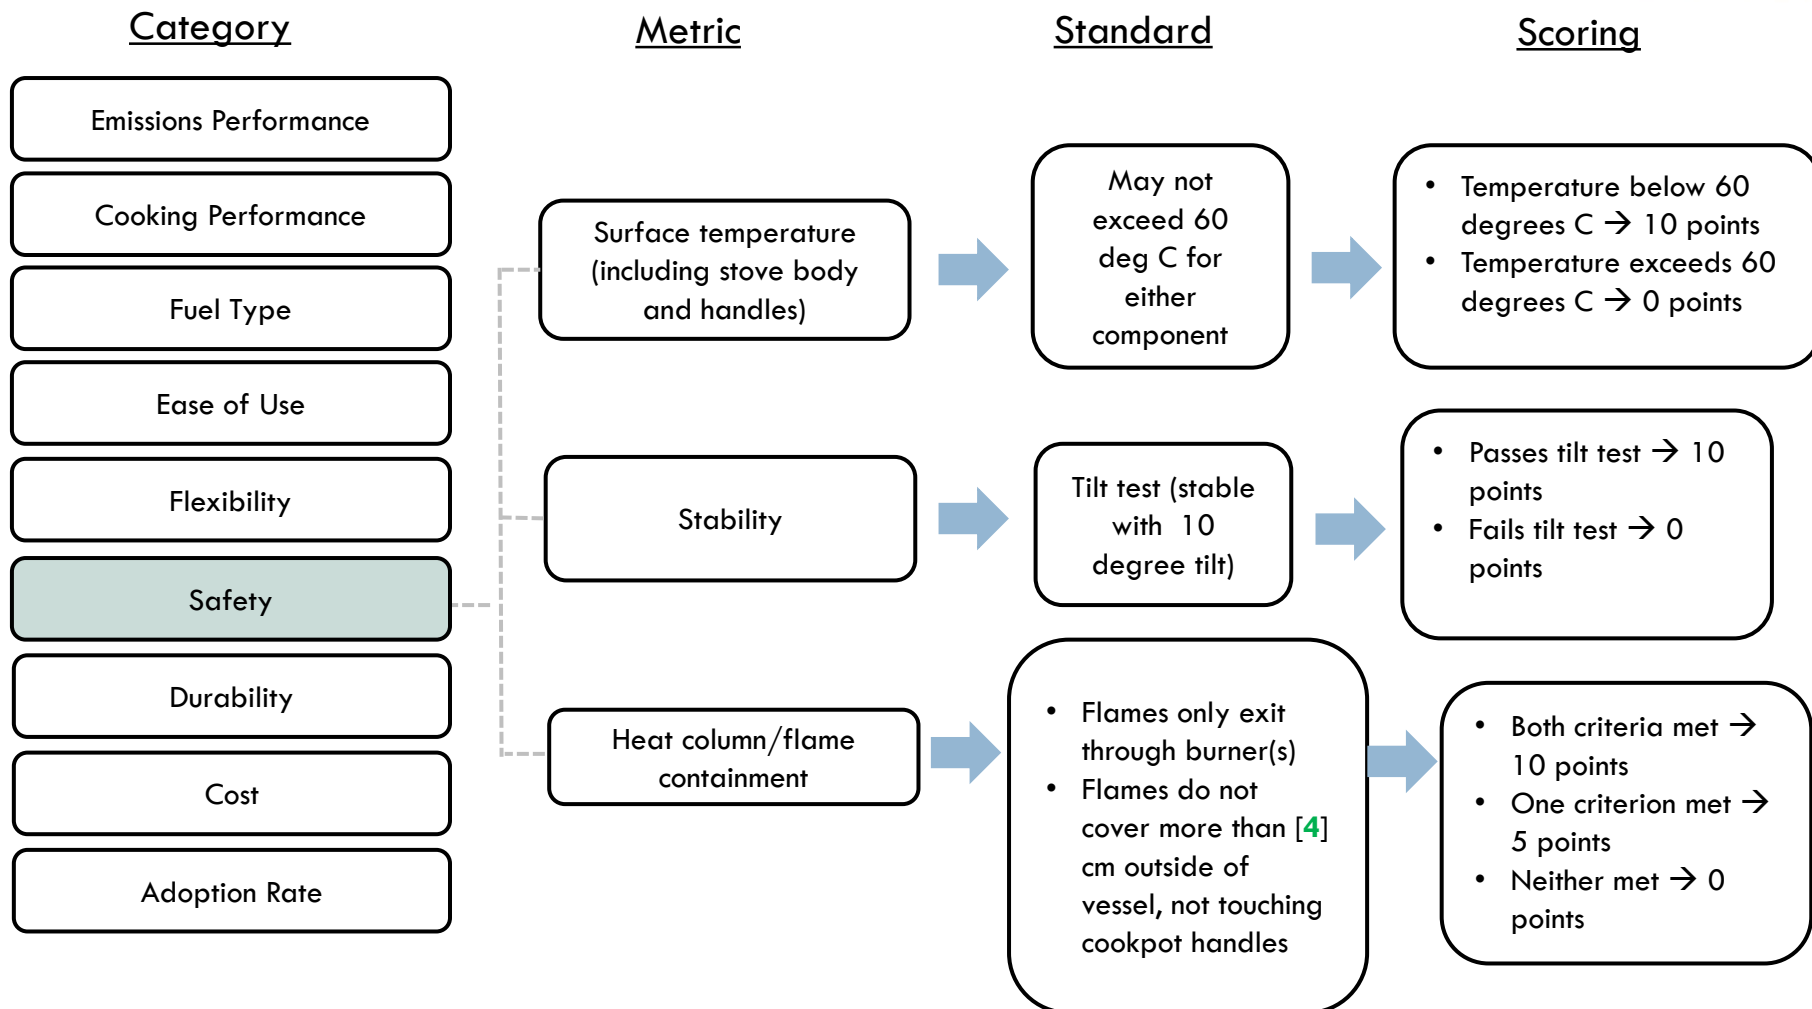 Category
Metric
Standard
Scoring
Emissions Performance
Cooking Performance
Fuel Type
Ease of Use
Flexibility
Safety
Durability
Cost
Adoption Rate
Surface temperature
(including stove body
and handles)
May not
exceed 60
deg C for
either
component
• Temperature below 60
degrees C → 10 points
• Temperature exceeds 60
degrees C → 0 points
Stability
Tilt test (stable
with 10
degree tilt)
• Passes tilt test → 10
points
• Fails tilt test → 0
points
Heat column/flame
containment
• Flames only exit
through burner(s)
• Flames do not
cover more than [4]
cm outside of
vessel, not touching
cookpot handles
• Both criteria met →
10 points
• One criterion met →
5 points
• Neither met → 0
points